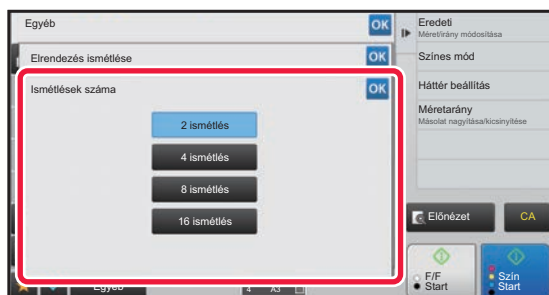 Egyéb
OK
Elrendezés ismétlése
OK
Ismétlések száma
OK
2 ismétlés
4 ismétlés
8 ismétlés
16 ismétlés
Egyéb
4 A3
Eredeti
Méret/irány módosítása
Színes mód
Háttér beállítás
Méretarány
Másolat nagyítása/kicsinyítése
Előnézet
CA
F/F
Start
Szín
Start